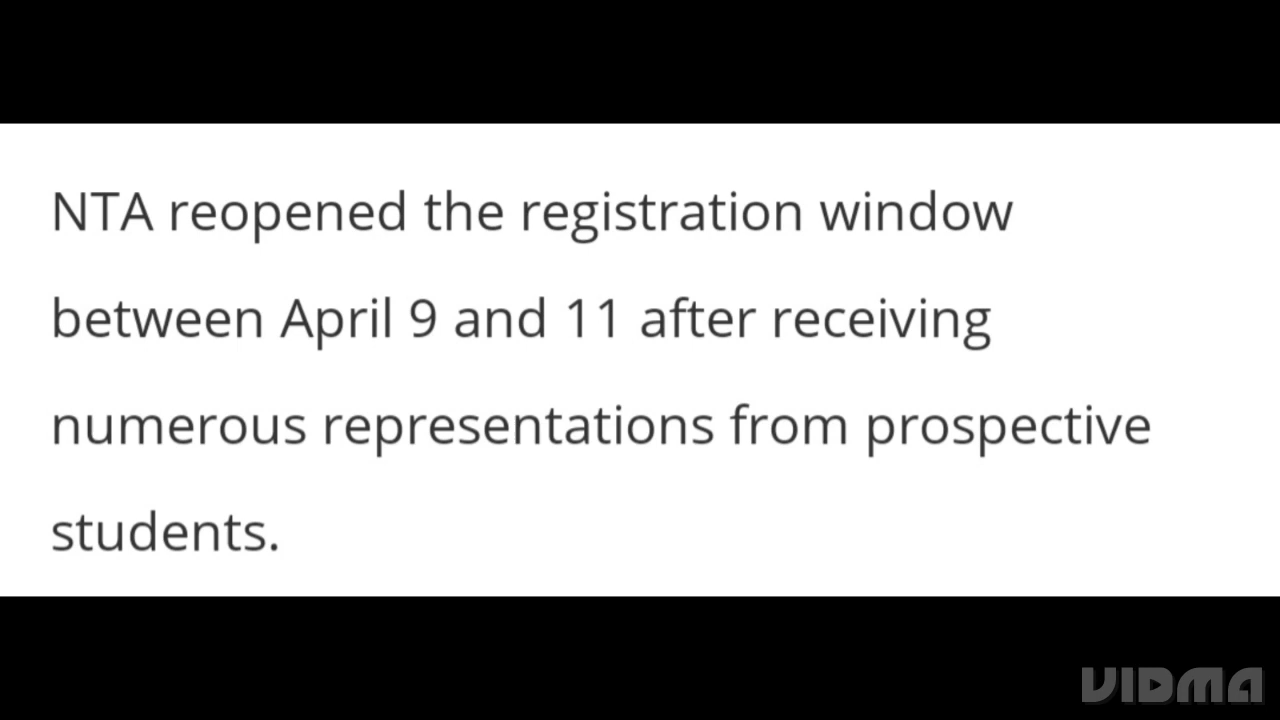 NTA reopened the registration window
between April 9 and 11 after receiving
numerous representations from prospective
students.
VIDMA